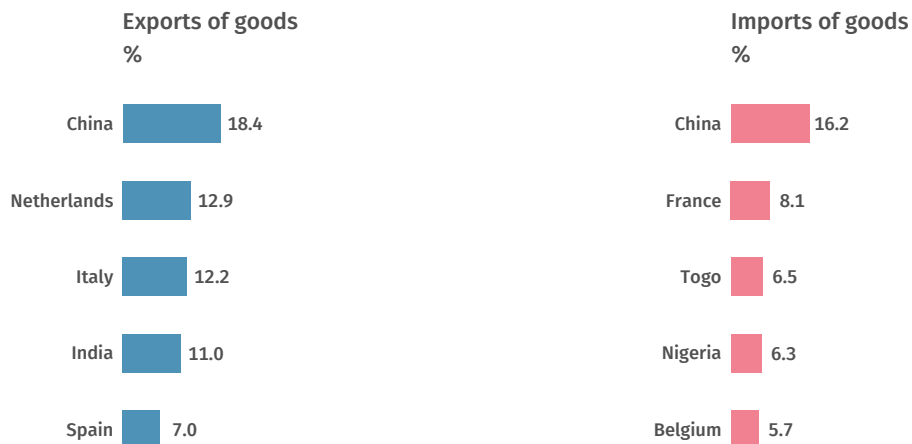 Exports of goods
%
China 18.4
Netherlands 12.9
Italy 12.2
India 11.0
Spain 7.0
Imports of goods
%
China 16.2
France 8.1
Togo 6.5
Nigeria 6.3
Belgium 5.7